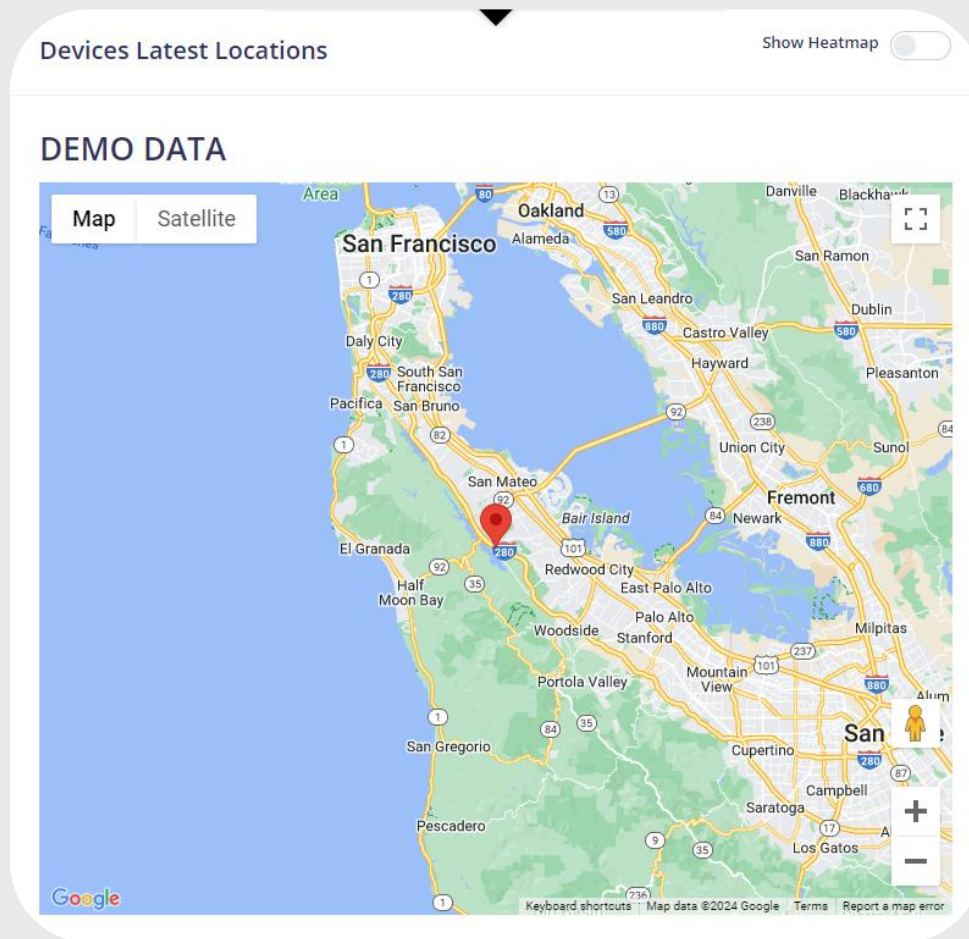 Devices Latest Locations
Show Heatmap
DEMO DATA
Map
Satellite
Area
80
13
Danville
Blackhawk
Oakland
580
Alameda
San Francisco
San Ramon
1
280
San Leandro
Dublin
880
Castro Valley
580
Daly City
Hayward
280
South San
Francisco
Pleasanton
Pacifica
San Bruno
92
238
84
82
1
Union City
Sunol
San Mateo
680
92
Fremont
Bair Island
84
Newark
880
El Granada
280
101
92
Redwood City
35
East Palo Alto
Half
Moon Bay
Palo Alto
Woodside
Stanford
Milpitas
237
101
Mountain
View
Portola Valley
880
Alum
1
84
35
San
San Gregorio
Cupertino
280
87
Campbell
Saratoga
Pescadero
17
9
35
Los Gatos
236
1
Google
Keyboard shortcuts
Map data ©2024 Google
Terms
Report a map error